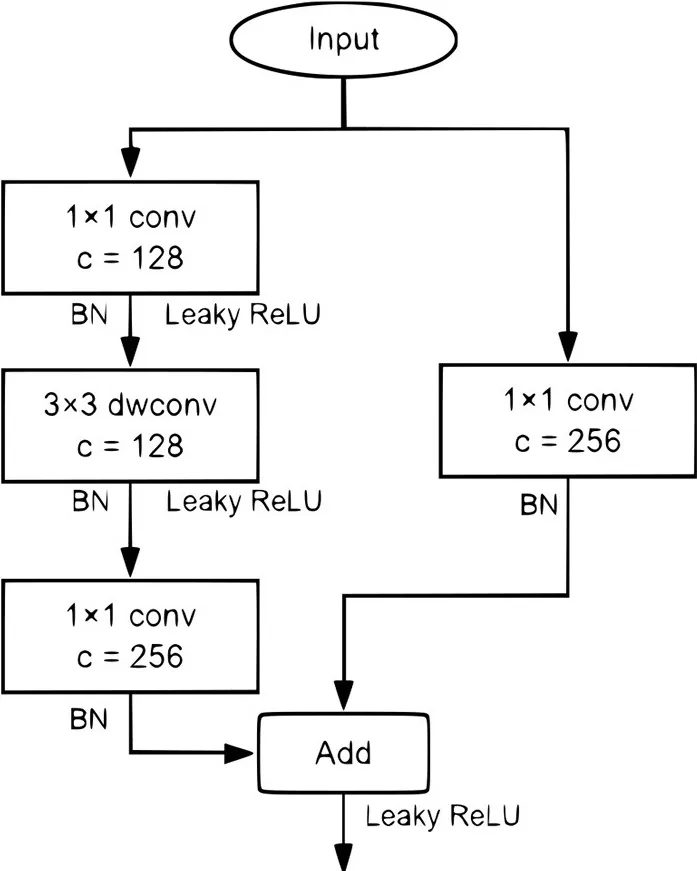 Input
1×1 conv
c = 128
BN Leaky ReLU
3×3 dwconv
c = 128
BN Leaky ReLU
1×1 conv
c = 256
BN
1×1 conv
c = 256
BN
Add
Leaky ReLU